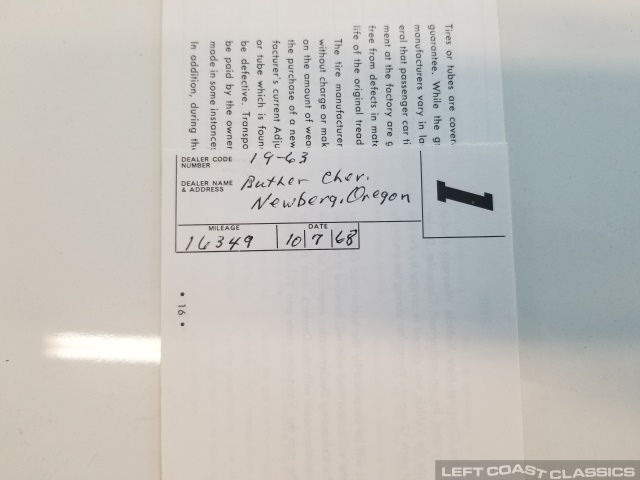 Tires or tubes are cover
guarantee. While the g
manufacturers vary in la
eral that passenger car ti
ment at the factory are g
free from defects in mate
life of the original tread
The tire manufacturer
without charge or mak
on the amount of wea
the purchase of a new
facturer's current Adju
or tube which is foun
be defective. Transpo
be paid by the owner
made in some instance
In addition, during th
DEALER CODE NUMBER 19-63
DEALER NAME & ADDRESS Buther Chev.
Newberg, Oregon
1
MILEAGE DATE
16349 10 7 68
• 16 •
LEFT COAST CLASSICS